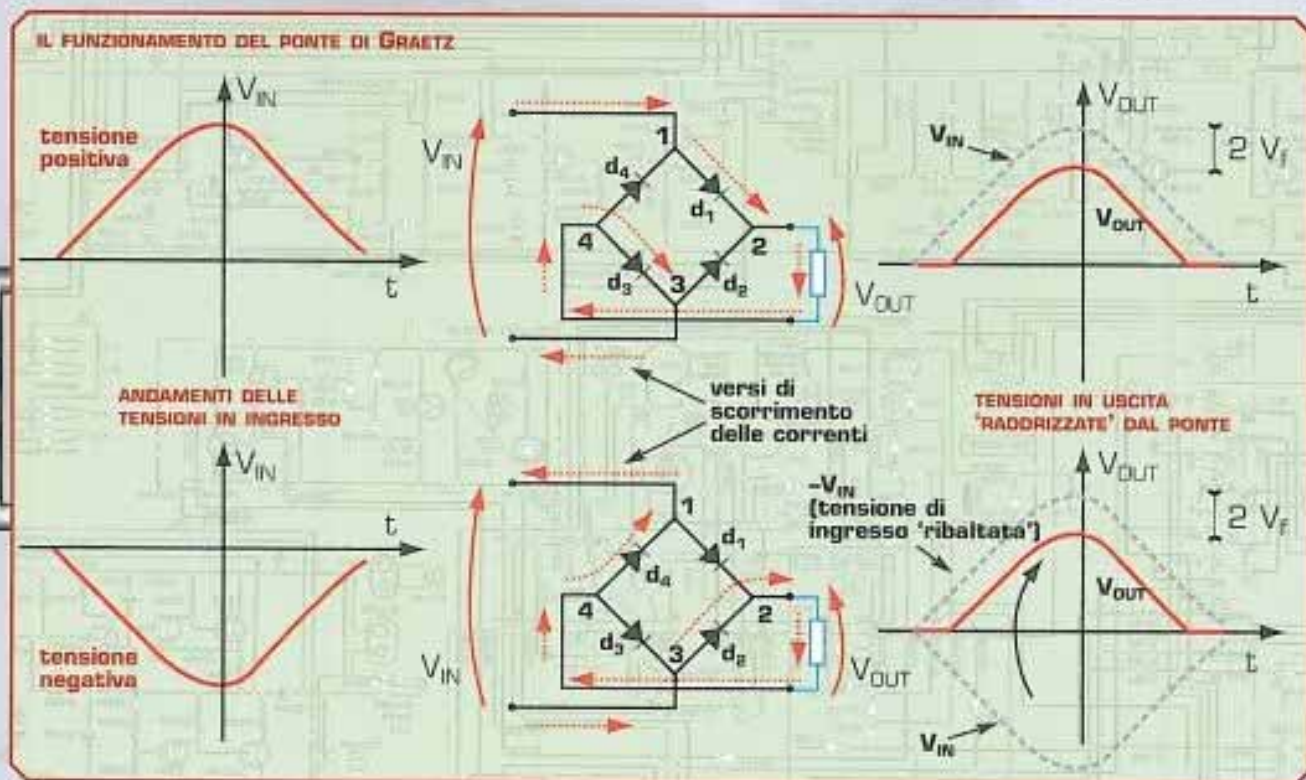 IL FUNZIONAMENTO DEL PONTE DI GRAETZ
V_IN
tensione
positiva
t
V_IN
1
d₄
d₁
4
2
d₃
3
d₂
V_OUT
V_OUT
V_IN
2 V_f
V_OUT
t
ANDAMENTI DELLE
TENSIONI IN INGRESSO
versi di
scorrimento
delle correnti
TENSIONI IN USCITA
'RADDRIZZATE' DAL PONTE
V_IN
t
tensione
negativa
V_IN
1
d₁
d₄
4
2
d₃
3
d₂
V_OUT
V_OUT
–V_IN
(tensione di
ingresso 'ribaltata')
2 V_f
V_OUT
t
V_IN